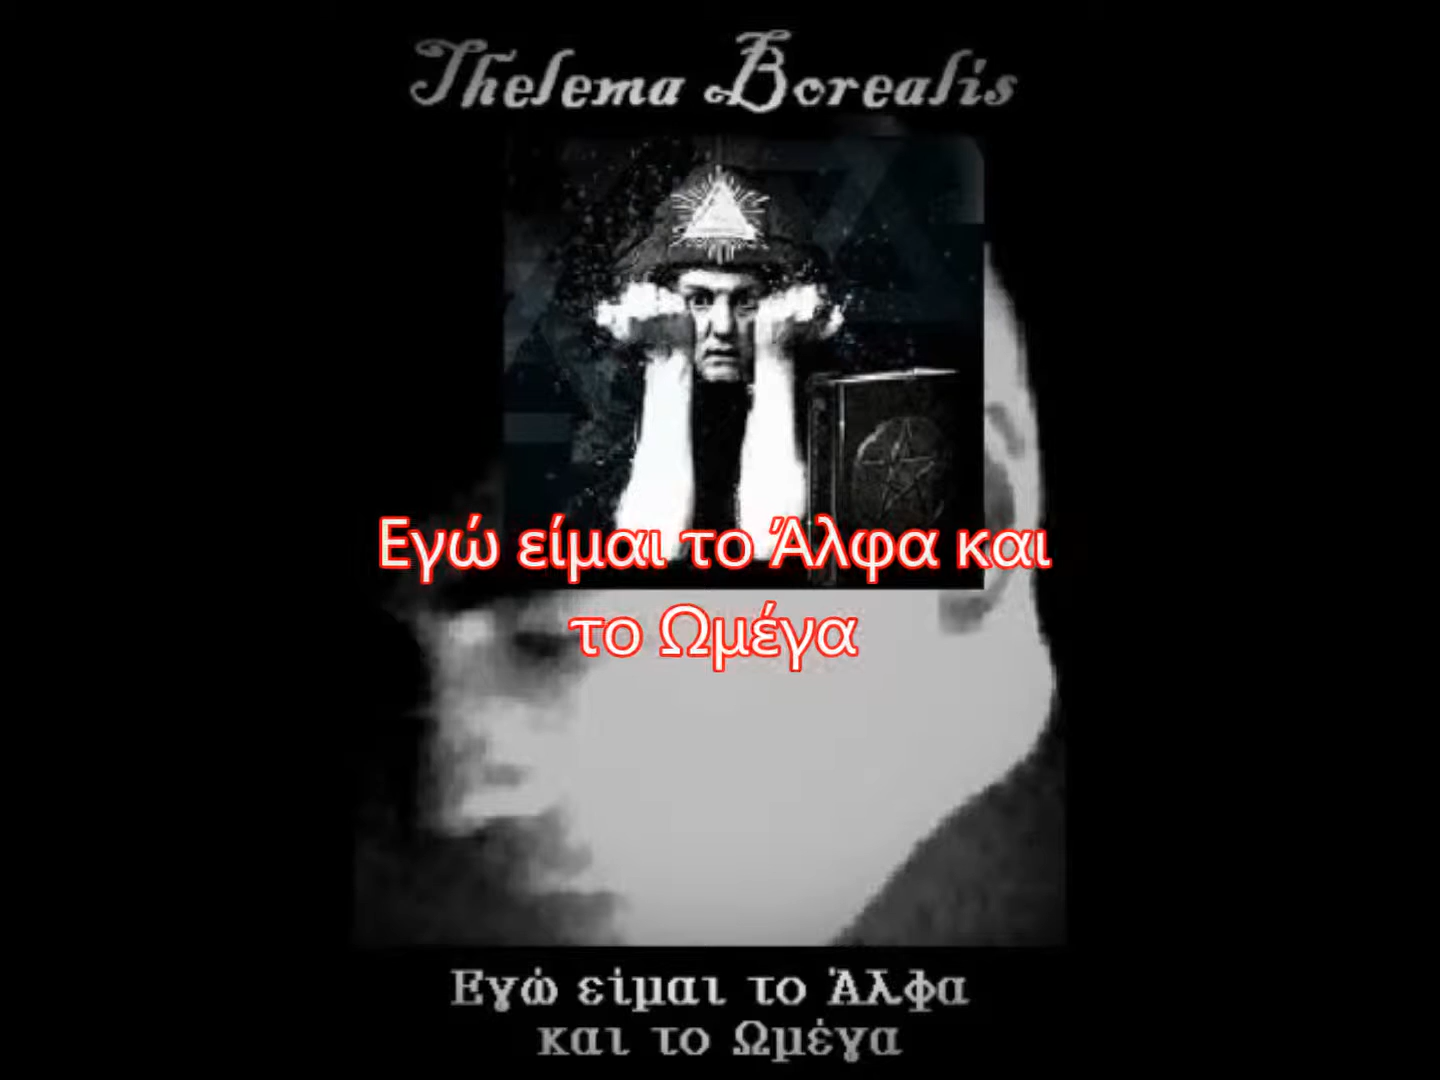 Thelema Borealis
Εγώ είμαι το Άλφα και
το Ωμέγα
Εγώ είμαι το Άλφα
και το Ωμέγα